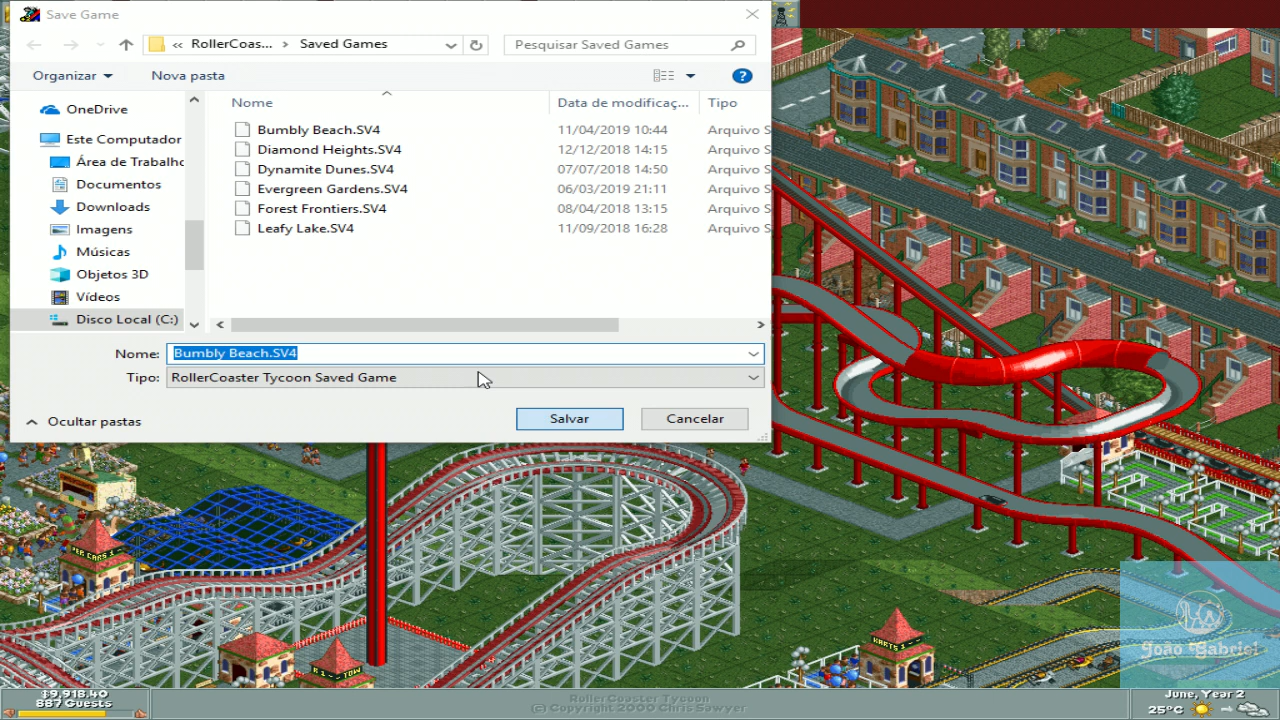 Save Game
« RollerCoas... › Saved Games
Pesquisar Saved Games
Organizar
Nova pasta
?
OneDrive
Este Computador
Área de Trabalho
Documentos
Downloads
Imagens
Músicas
Objetos 3D
Vídeos
Disco Local (C:)
Nome Data de modificaç... Tipo
Bumbly Beach.SV4 11/04/2019 10:44 Arquivo S
Diamond Heights.SV4 12/12/2018 14:15 Arquivo S
Dynamite Dunes.SV4 07/07/2018 14:50 Arquivo S
Evergreen Gardens.SV4 06/03/2019 21:11 Arquivo S
Forest Frontiers.SV4 08/04/2018 13:15 Arquivo S
Leafy Lake.SV4 11/09/2018 16:28 Arquivo S
Nome: Bumbly Beach.SV4
Tipo: RollerCoaster Tycoon Saved Game
Ocultar pastas
Salvar
Cancelar
João Gabriel
$9,918.40
887 Guests
RollerCoaster Tycoon
(c) Copyright 2000 Chris Sawyer
June, Year 2
25°C